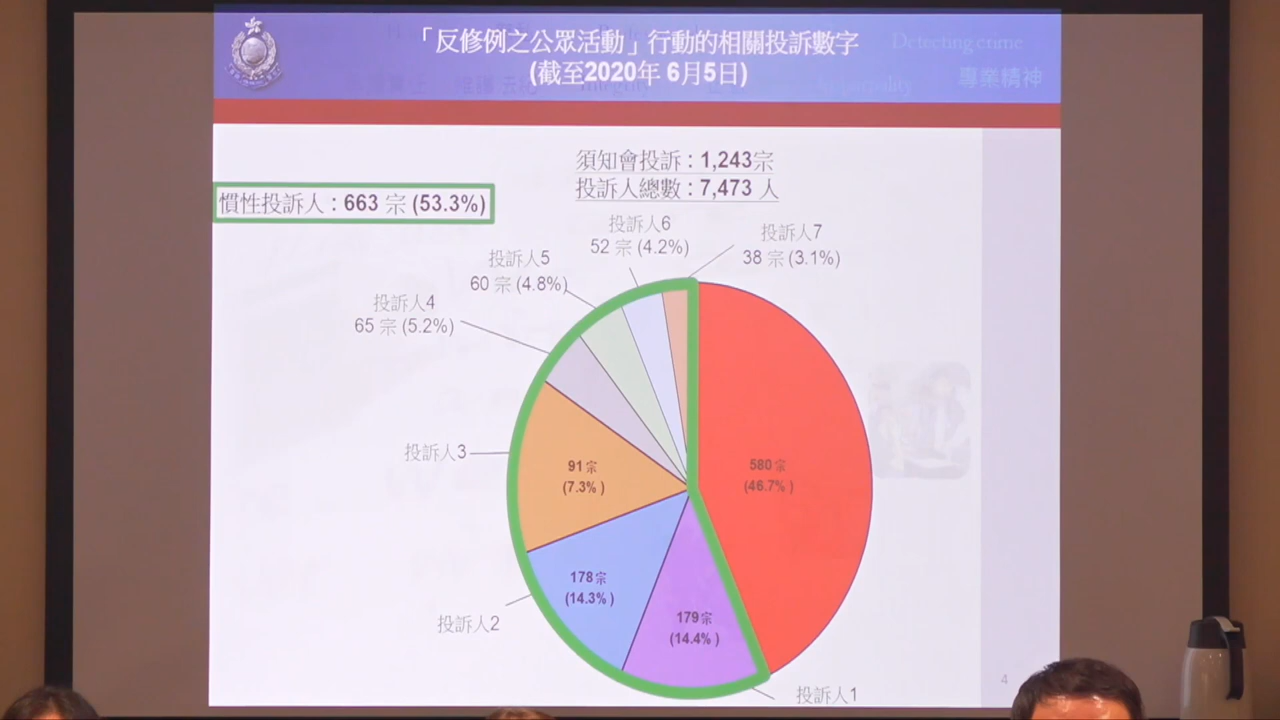 「反修例之公眾活動」行動的相關投訴數字
(截至2020年 6月5日)
Detecting crime
專業精神
須知會投訴：1,243宗
投訴人總數：7,473 人
慣性投訴人：663 宗 (53.3%)
投訴人6
52 宗 (4.2%)
投訴人7
38 宗 (3.1%)
投訴人5
60 宗 (4.8%)
投訴人4
65 宗 (5.2%)
投訴人3
91宗
(7.3% )
580宗
(46.7% )
178宗
(14.3% )
投訴人2
179宗
(14.4% )
投訴人1
4